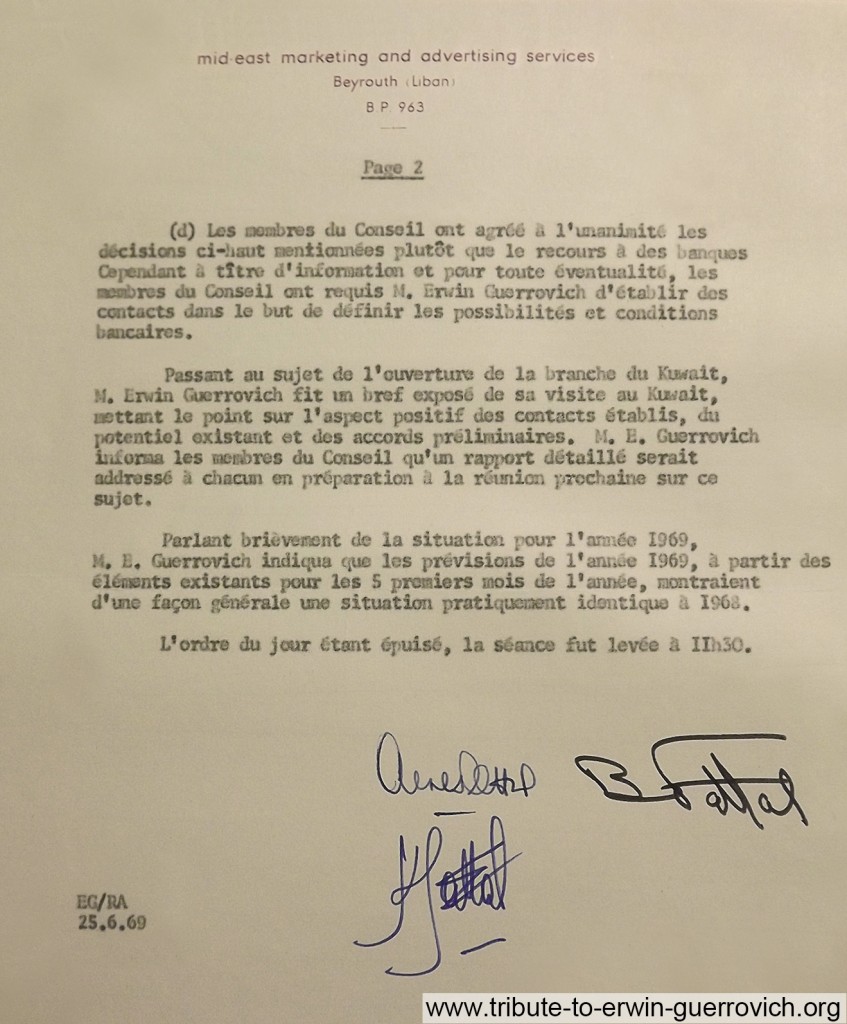 mid-east marketing and advertising services
Beyrouth (Liban)
B P. 963
Page 2
(d) Les membres du Conseil ont agréé à l'unanimité les
décisions ci-haut mentionnées plutôt que le recours à des banques
Cependant à tître d'information et pour toute éventualité, les
membres du Conseil ont requis M. Erwin Guerrovich d'établir des
contacts dans le but de définir les possibilités et conditions
bancaires.
Passant au sujet de l'ouverture de la branche du Kuwait,
M. Erwin Guerrovich fit un bref exposé de sa visite au Kuwait,
mettant le point sur l'aspect positif des contacts établis, du
potentiel existant et des accords préliminaires. M. E. Guerrovich
informa les membres du Conseil qu'un rapport détaillé serait
addressé à chacun en préparation à la réunion prochaine sur ce
sujet.
Parlant brièvement de la situation pour l'année I969,
M. E. Guerrovich indiqua que les prévisions de l'année I969, à partir des
éléments existants pour les 5 premiers mois de l'année, montraient
d'une façon générale une situation pratiquement identique à I968.
L'ordre du jour étant épuisé, la séance fut levée à IIh30.
B Fattal
EG/RA
25.6.69
www.tribute-to-erwin-guerrovich.org